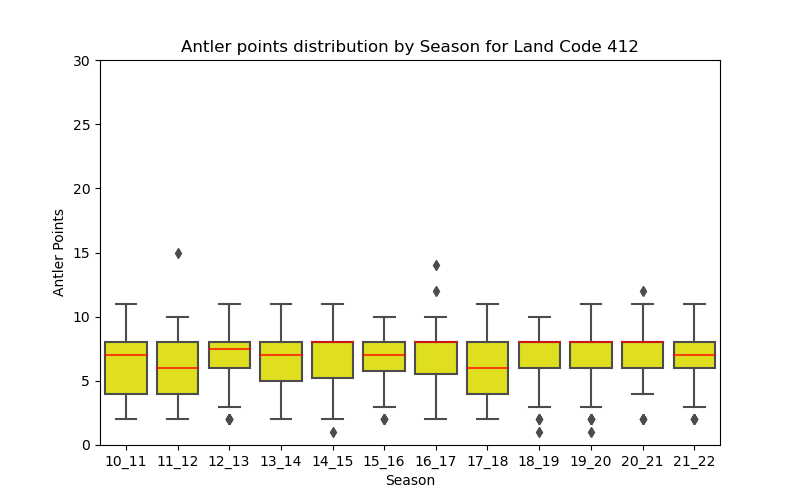 Antler points distribution by Season for Land Code 412
30
25
20
15
10
5
0
Antler Points
10_11 11_12 12_13 13_14 14_15 15_16 16_17 17_18 18_19 19_20 20_21 21_22
Season